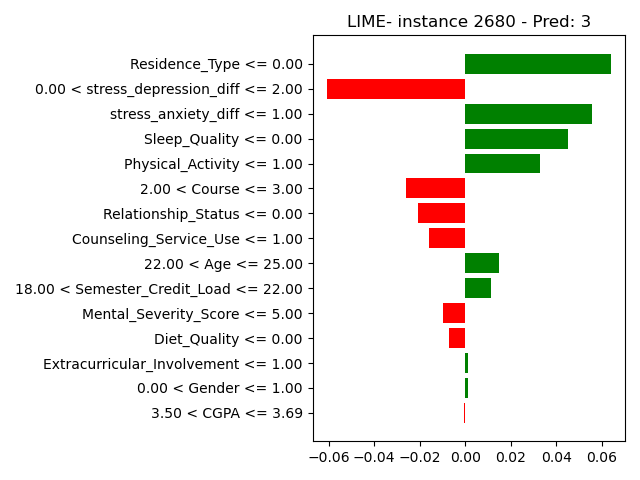 LIME- instance 2680 - Pred: 3
Residence_Type <= 0.00
0.00 < stress_depression_diff <= 2.00
stress_anxiety_diff <= 1.00
Sleep_Quality <= 0.00
Physical_Activity <= 1.00
2.00 < Course <= 3.00
Relationship_Status <= 0.00
Counseling_Service_Use <= 1.00
22.00 < Age <= 25.00
18.00 < Semester_Credit_Load <= 22.00
Mental_Severity_Score <= 5.00
Diet_Quality <= 0.00
Extracurricular_Involvement <= 1.00
0.00 < Gender <= 1.00
3.50 < CGPA <= 3.69
−0.06 −0.04 −0.02 0.00 0.02 0.04 0.06